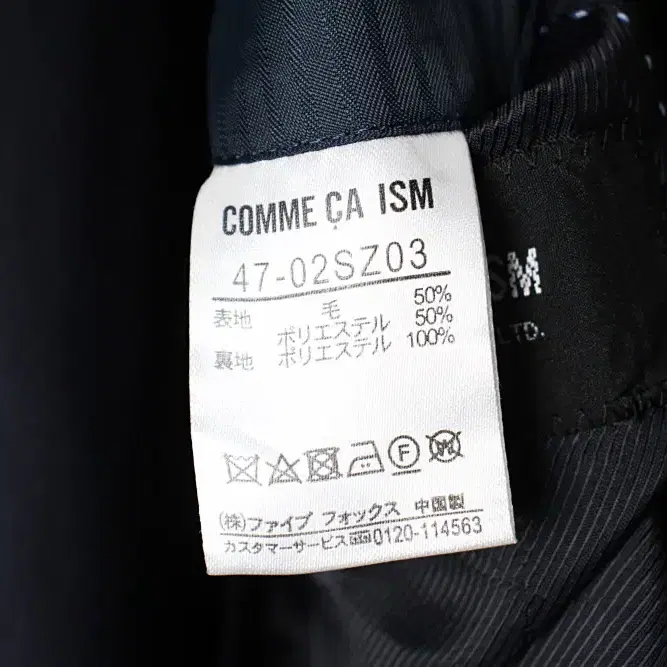 COMME ÇA ISM
47-02SZ03
表地 毛 50%
ポリエステル 50%
裏地 ポリエステル 100%
F W
(株)ファイブ フォックス 中国製
カスタマーサービス 0120-114563
SM
LTD.